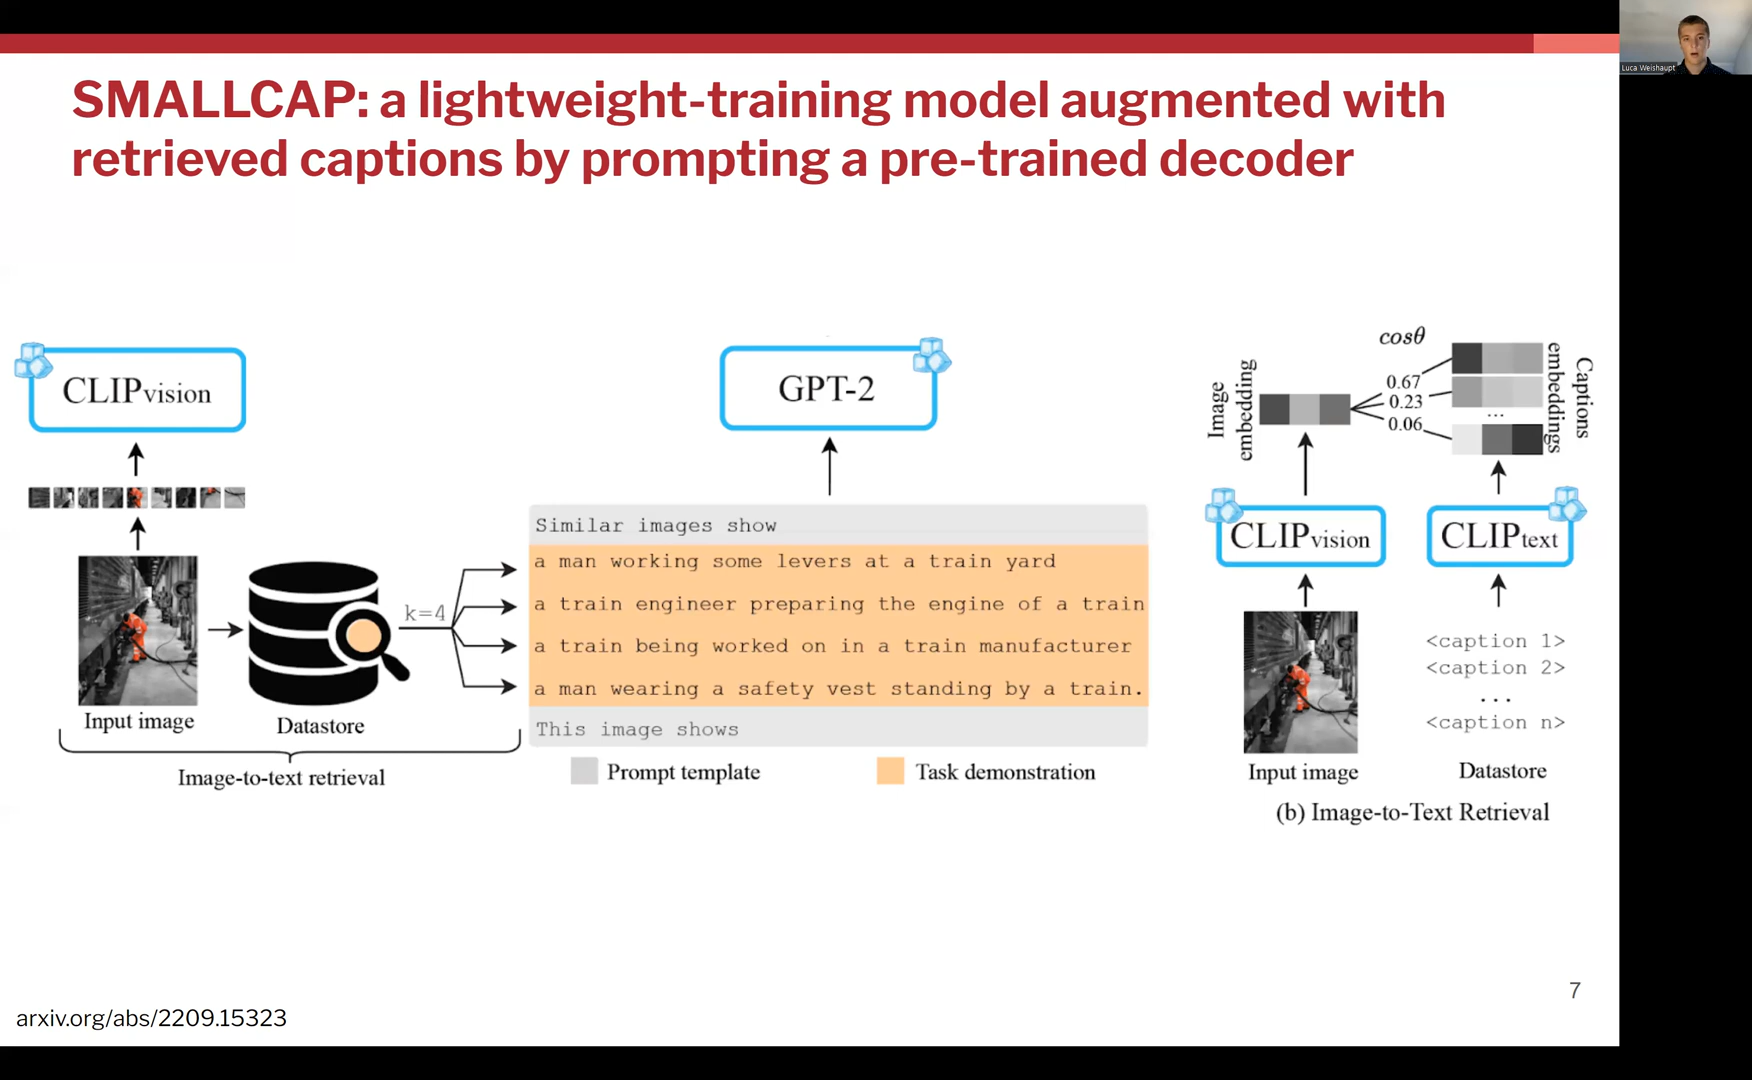 Luca Weishaupt
SMALLCAP: a lightweight-training model augmented with
retrieved captions by prompting a pre-trained decoder
CLIPvision
Input image
Datastore
Image-to-text retrieval
k=4
GPT-2
Similar images show
a man working some levers at a train yard
a train engineer preparing the engine of a train
a train being worked on in a train manufacturer
a man wearing a safety vest standing by a train.
This image shows
Prompt template
Task demonstration
cosθ
Image
embedding
0.67
0.23
0.06
...
Captions
embeddings
CLIPvision
CLIPtext
<caption 1>
<caption 2>
...
<caption n>
Input image
Datastore
(b) Image-to-Text Retrieval
7
arxiv.org/abs/2209.15323